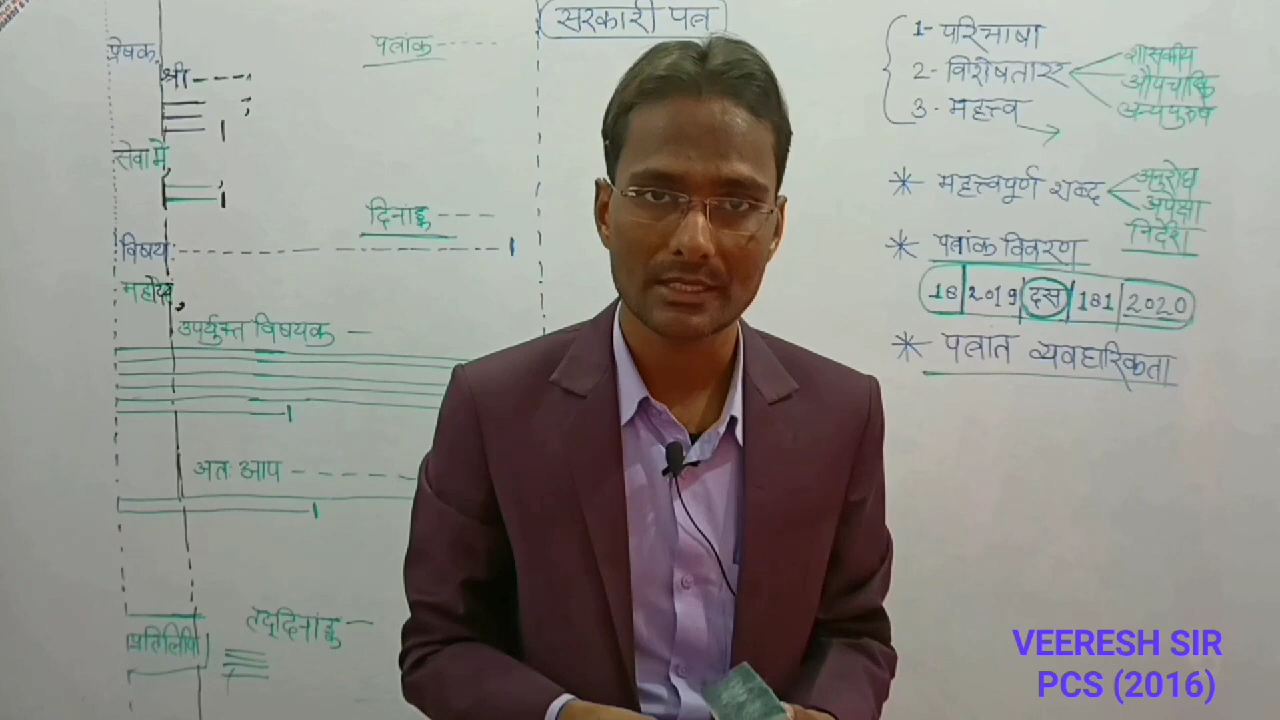 सरकारी पत्र
प्रेषक,
पत्रांक-----
श्री----,
सेवा में,
दिनांङ्क ----
विषय:
महोदय,
उपर्युक्त विषयक —
अतः आप
तद्दिनांङ्क —
प्रतिलिपि
1- परिभाषा
2- विशेषताएँ
शासकीय
औपचारिक
अन्यपुरुष
3- महत्त्व
* महत्त्वपूर्ण शब्द
अनुरोध
अपेक्षा
निर्देश
* पत्रांक विवरण
18|2019|दस|181|2020
* पत्रांत व्यवहारिकता
VEERESH SIR
PCS (2016)